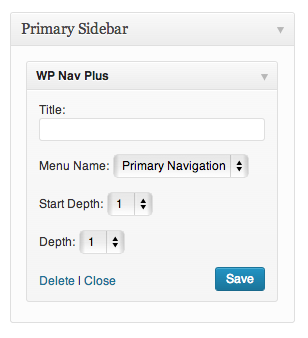 Primary Sidebar
WP Nav Plus
Title:
Menu Name: Primary Navigation
Start Depth: 1
Depth: 1
Delete | Close Save